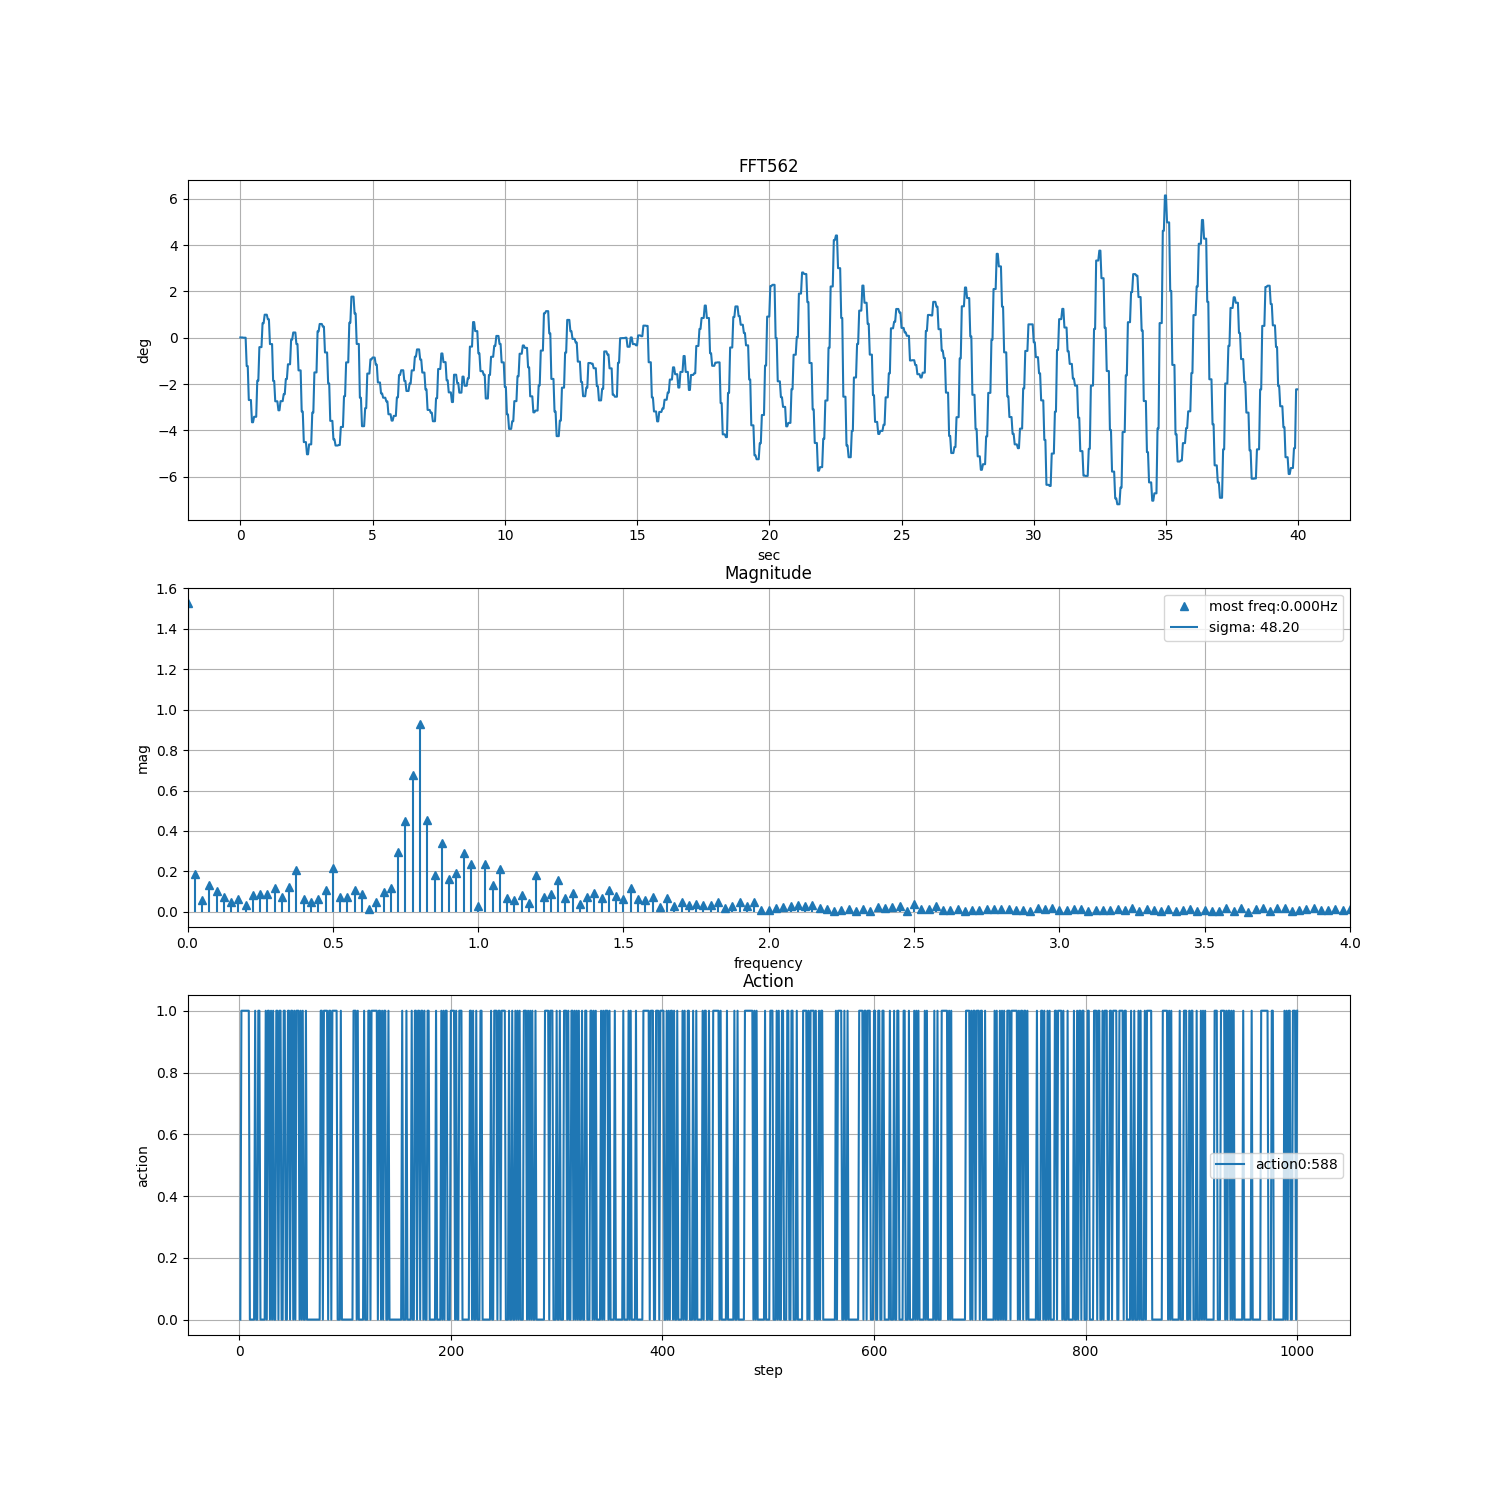 FFT562
6
4
2
0
−2
−4
−6
deg
0 5 10 15 20 25 30 35 40
sec
Magnitude
1.6
1.4
1.2
1.0
0.8
0.6
0.4
0.2
0.0
mag
most freq:0.000Hz
sigma: 48.20
0.0 0.5 1.0 1.5 2.0 2.5 3.0 3.5 4.0
frequency
Action
1.0
0.8
0.6
0.4
0.2
0.0
action
action0:588
0 200 400 600 800 1000
step